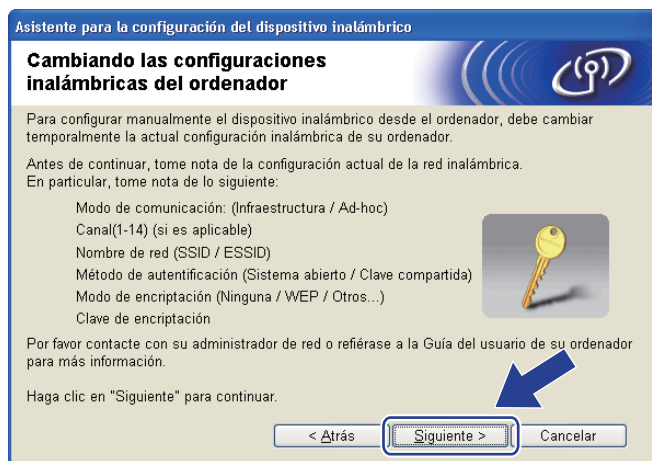 Asistente para la configuración del dispositivo inalámbrico
Cambiando las configuraciones
inalámbricas del ordenador
Para configurar manualmente el dispositivo inalámbrico desde el ordenador, debe cambiar
temporalmente la actual configuración inalámbrica de su ordenador.
Antes de continuar, tome nota de la configuración actual de la red inalámbrica.
En particular, tome nota de lo siguiente:
Modo de comunicación: (Infraestructura / Ad-hoc)
Canal(1-14) (si es aplicable)
Nombre de red (SSID / ESSID)
Método de autentificación (Sistema abierto / Clave compartida)
Modo de encriptación (Ninguna / WEP / Otros...)
Clave de encriptación
Por favor contacte con su administrador de red o refiérase a la Guía del usuario de su ordenador
para más información.
Haga clic en "Siguiente" para continuar.
< Atrás Siguiente > Cancelar